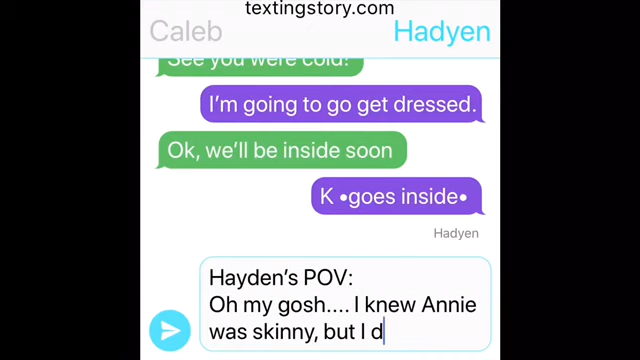 textingstory.com
Caleb
Hadyen
See you were cold!
I'm going to go get dressed.
Ok, we'll be inside soon
K •goes inside•
Hadyen
Hayden's POV:
Oh my gosh.... I knew Annie
was skinny, but I d